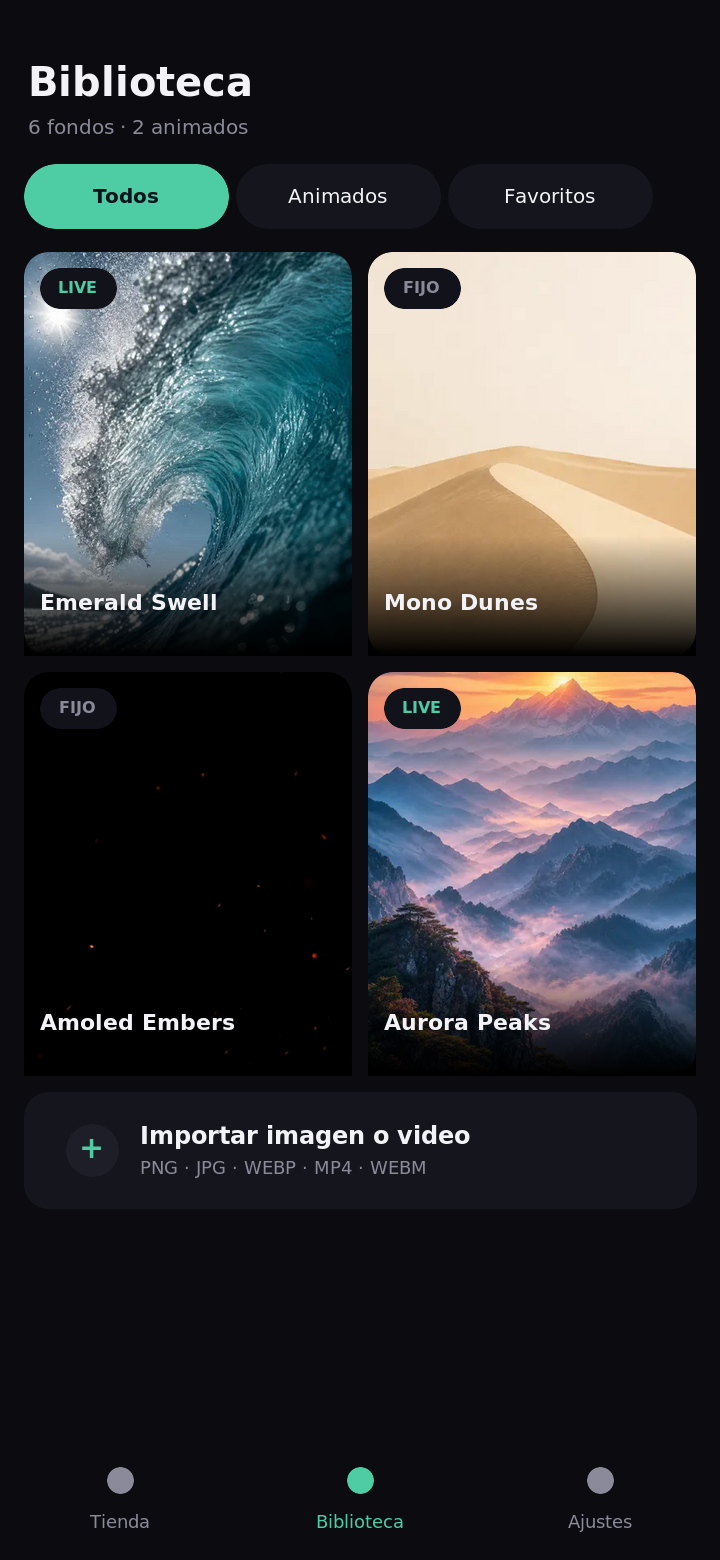 Biblioteca
6 fondos · 2 animados
Todos
Animados
Favoritos
LIVE
FIJO
Emerald Swell
Mono Dunes
FIJO
LIVE
Amoled Embers
Aurora Peaks
+
Importar imagen o video
PNG · JPG · WEBP · MP4 · WEBM
Tienda
Biblioteca
Ajustes